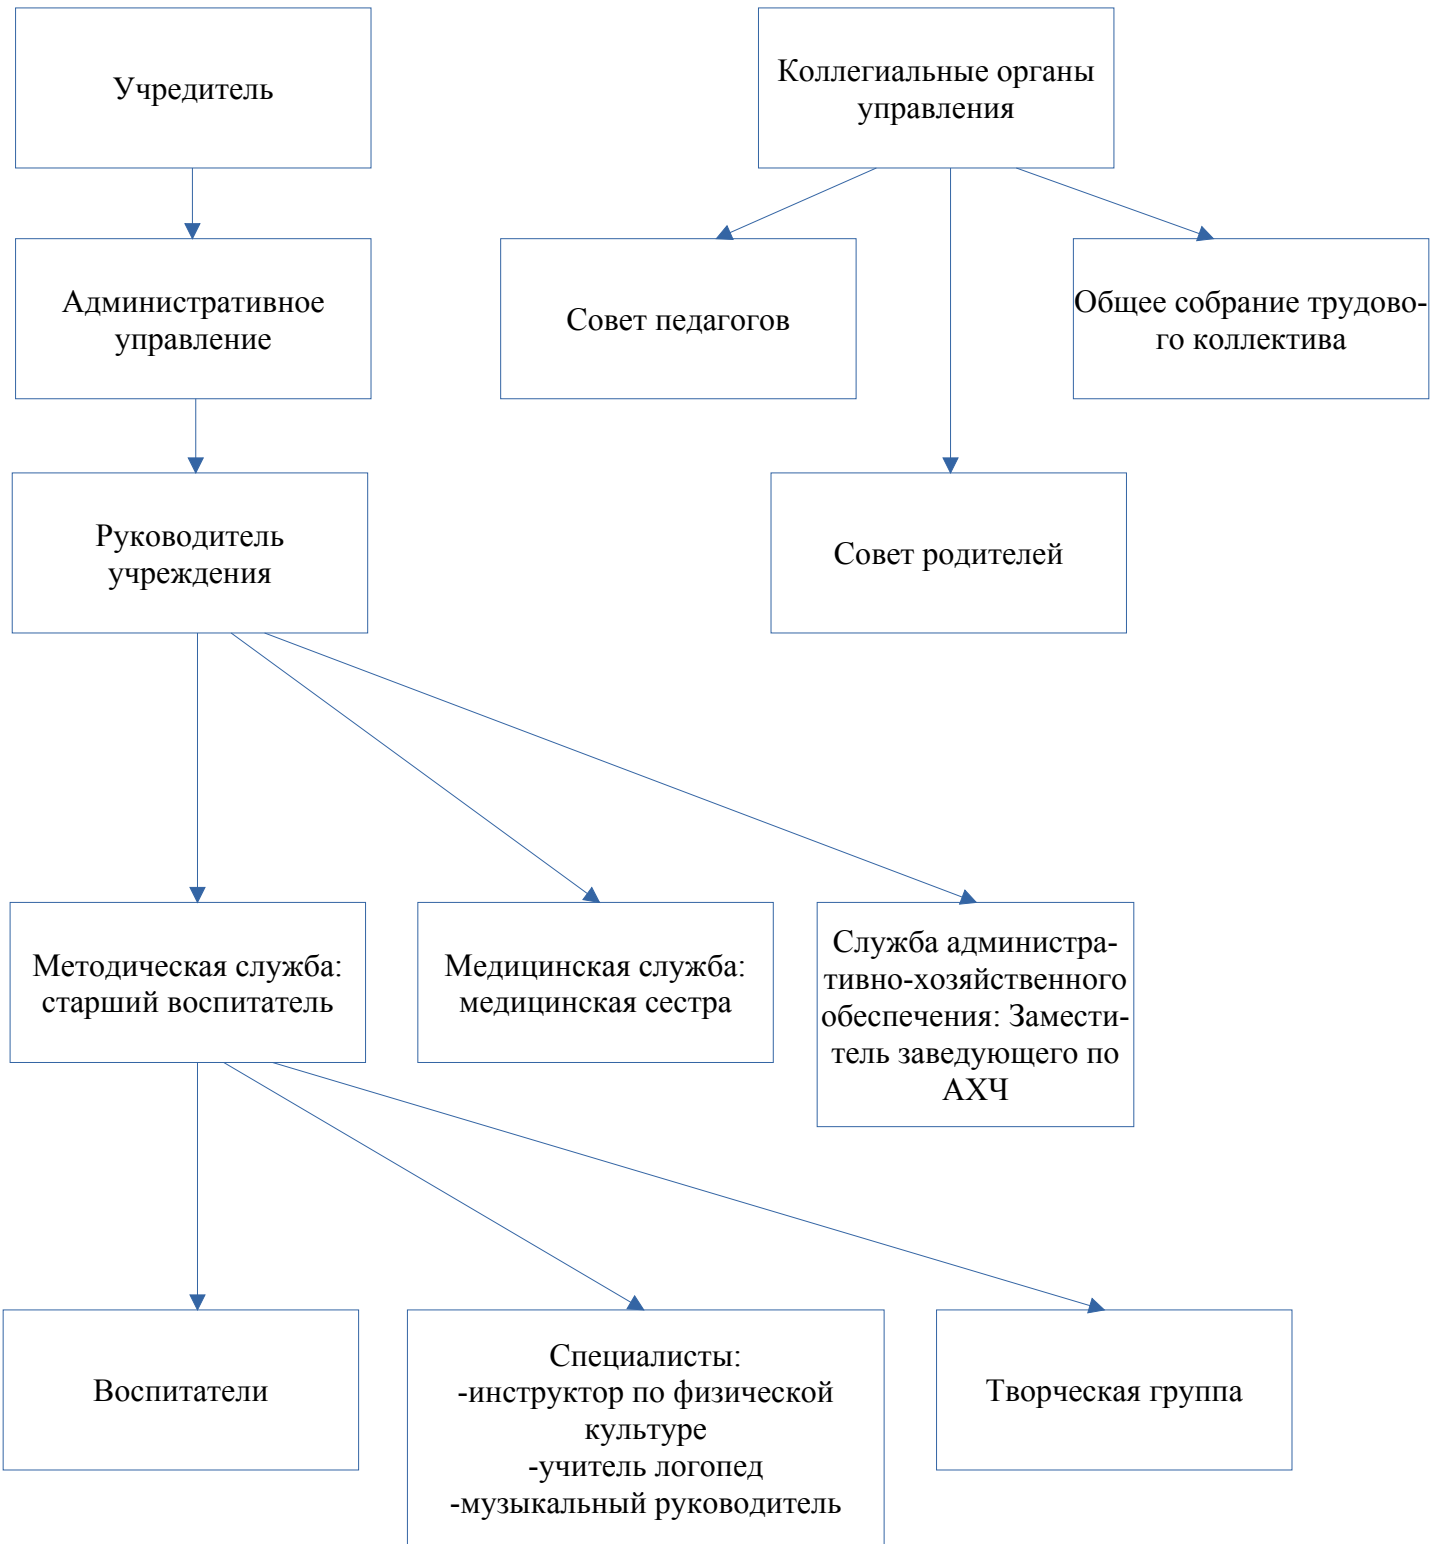 Учредитель
Коллегиальные органы
управления
Административное
управление
Совет педагогов
Общее собрание трудово-
го коллектива
Руководитель
учреждения
Совет родителей
Методическая служба:
старший воспитатель
Медицинская служба:
медицинская сестра
Служба администра-
тивно-хозяйственного
обеспечения: Замести-
тель заведующего по
АХЧ
Воспитатели
Специалисты:
-инструктор по физической
культуре
-учитель логопед
-музыкальный руководитель
Творческая группа